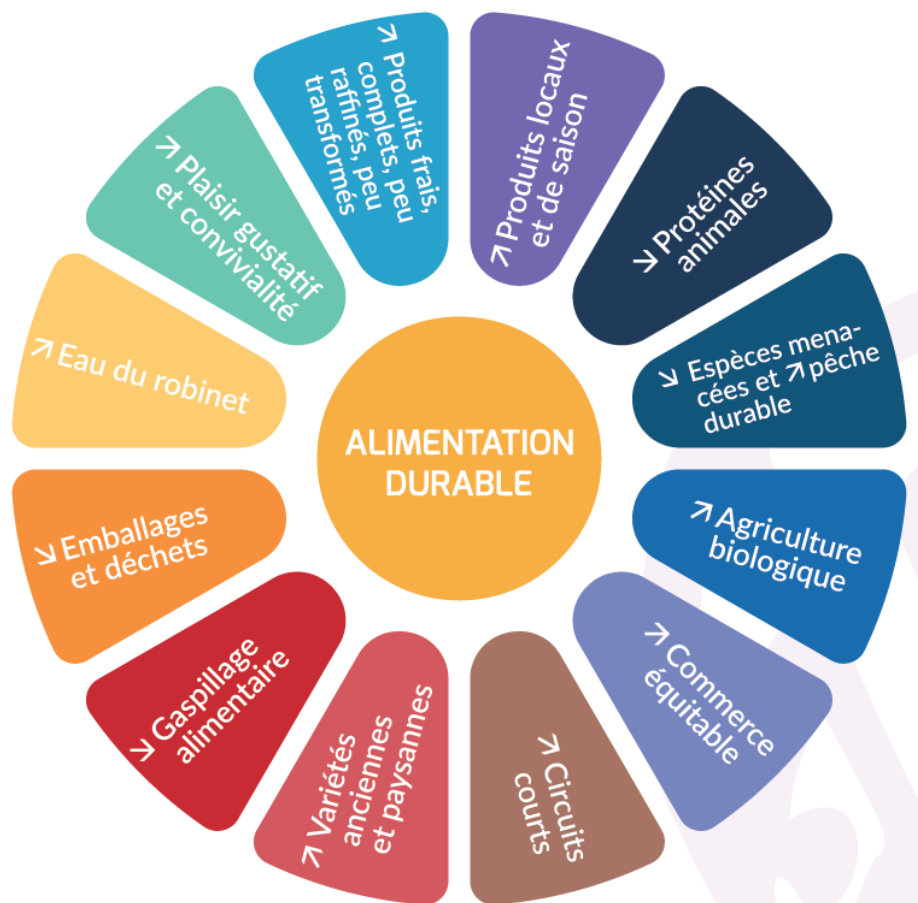 ALIMENTATION
DURABLE
↗ Produits frais,
complets, peu
raffinés, peu
transformés
↗ Produits locaux
et de saison
↘ Protéines
animales
↘ Espèces mena-
cées et ↗ pêche
durable
↗ Agriculture
biologique
↗ Commerce
équitable
↗ Circuits
courts
↗ Variétés
anciennes
et paysannes
↘ Gaspillage
alimentaire
↘ Emballages
et déchets
↗ Eau du robinet
↗ Plaisir gustatif
et convivialité